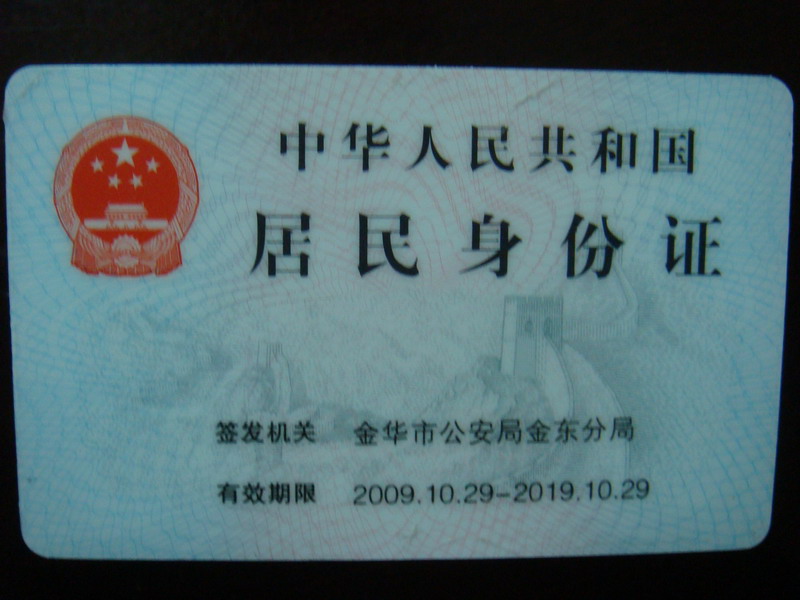 中华人民共和国
居民身份证
签发机关 金华市公安局金东分局
有效期限 2009.10.29-2019.10.29